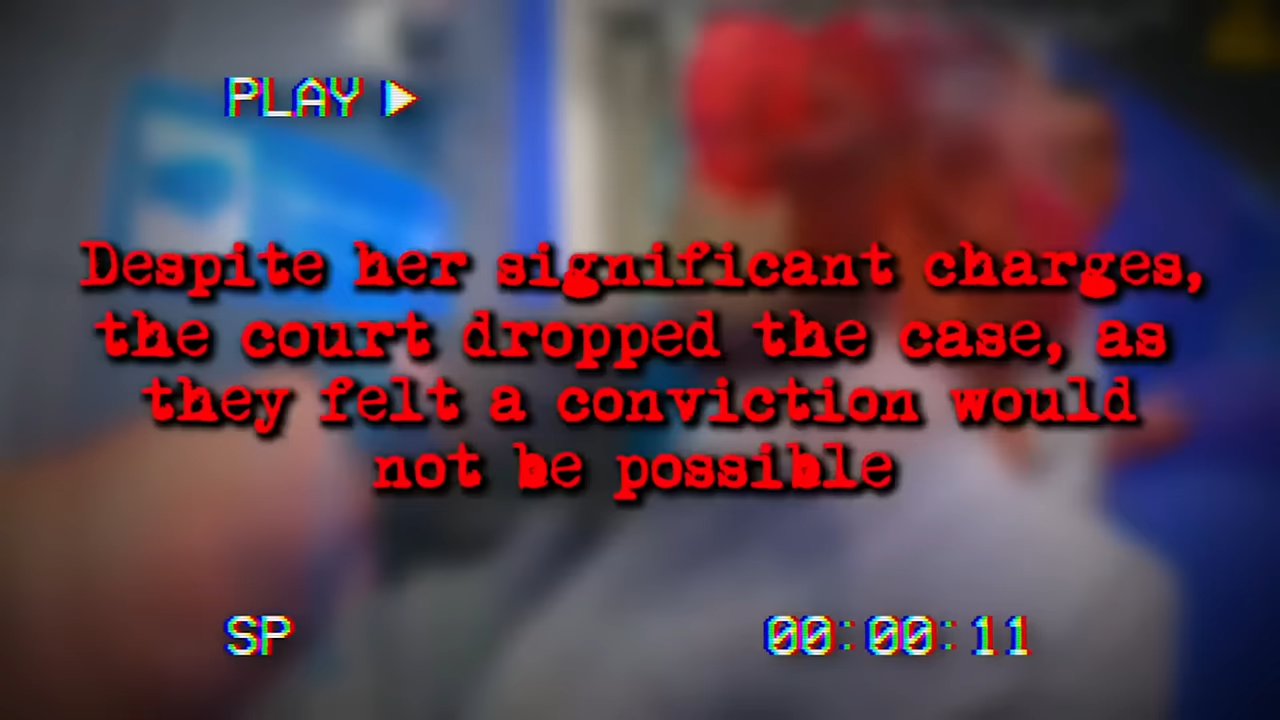 PLAY
Despite her significant charges,
the court dropped the case, as
they felt a conviction would
not be possible
SP
00:00:11